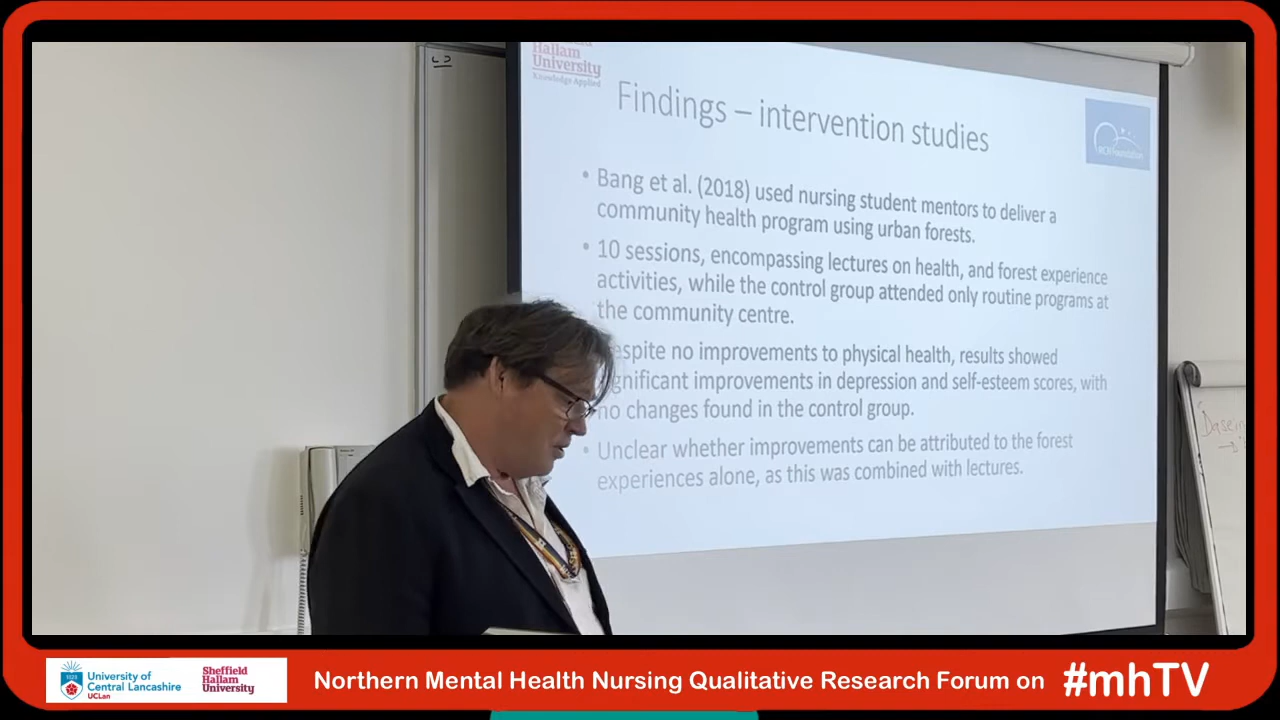 Hallam
University
Knowledge Applied
Findings – intervention studies
RCN Foundation
• Bang et al. (2018) used nursing student mentors to deliver a
community health program using urban forests.
• 10 sessions, encompassing lectures on health, and forest experience
activities, while the control group attended only routine programs at
the community centre.
espite no improvements to physical health, results showed
gnificant improvements in depression and self-esteem scores, with
no changes found in the control group.
• Unclear whether improvements can be attributed to the forest
experiences alone, as this was combined with lectures.
University of
Central Lancashire
UCLan
Sheffield
Hallam
University
Northern Mental Health Nursing Qualitative Research Forum on #mhTV